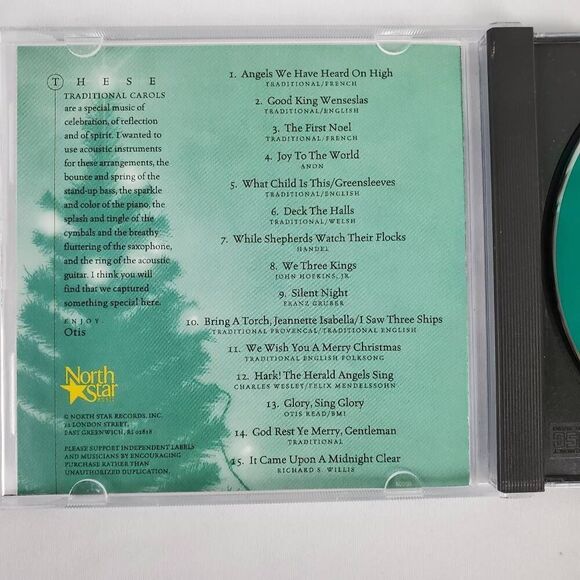 THESE
TRADITIONAL CAROLS
are a special music of
celebration, of reflection
and of spirit. I wanted to
use acoustic instruments
for these arrangements, the
bounce and spring of the
stand-up bass, the sparkle
and color of the piano, the
splash and tingle of the
cymbals and the breathy
fluttering of the saxophone,
and the ring of the acoustic
guitar. I think you will
find that we captured
something special here.
ENJOY
Otis
North
Star
MUSIC
© NORTH STAR RECORDS, INC.
LONDON STREET,
EAST GREENWICH, RI 02818
PLEASE SUPPORT INDEPENDENT LABELS
AND MUSICIANS BY ENCOURAGING
PURCHASE RATHER THAN
UNAUTHORIZED DUPLICATION.
1. Angels We Have Heard On High
TRADITIONAL/FRENCH
2. Good King Wenseslas
TRADITIONAL/ENGLISH
3. The First Noel
TRADITIONAL/FRENCH
4. Joy To The World
ANON
5. What Child Is This/Greensleeves
TRADITIONAL/ENGLISH
6. Deck The Halls
TRADITIONAL/WELSH
7. While Shepherds Watch Their Flocks
HANDEL
8. We Three Kings
JOHN HOPKINS, JR.
9. Silent Night
FRANZ GRUBER
10. Bring A Torch, Jeannette Isabella/I Saw Three Ships
TRADITIONAL PROVENCAL/TRADITIONAL ENGLISH
11. We Wish You A Merry Christmas
TRADITIONAL ENGLISH FOLKSONG
12. Hark! The Herald Angels Sing
CHARLES WESLEY/FELIX MENDELSSOHN
13. Glory, Sing Glory
OTIS READ/BMI
14. God Rest Ye Merry, Gentleman
TRADITIONAL
15. It Came Upon A Midnight Clear
RICHARD S. WILLIS